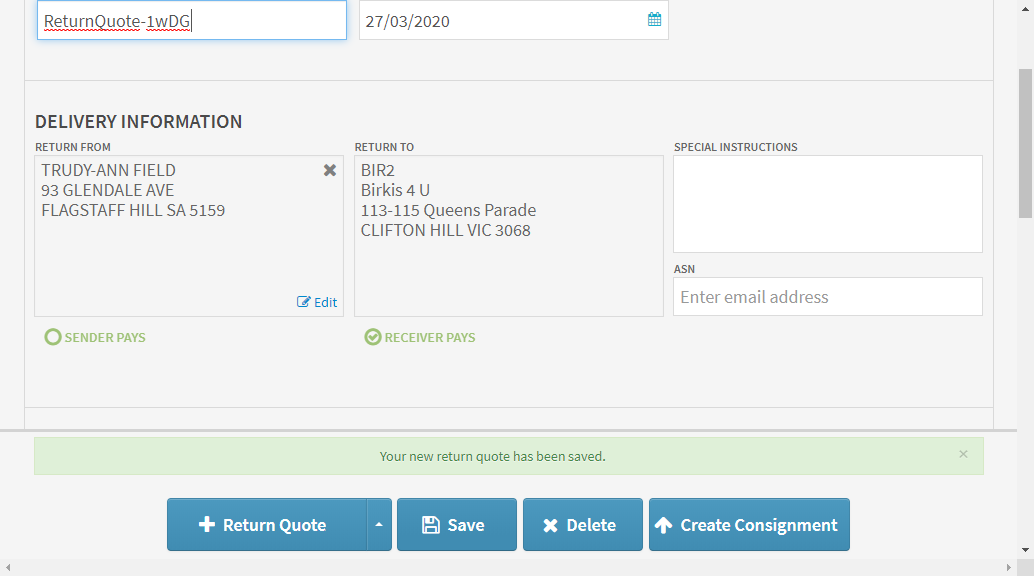 ReturnQuote-1wDG
27/03/2020
DELIVERY INFORMATION
RETURN FROM
TRUDY-ANN FIELD
93 GLENDALE AVE
FLAGSTAFF HILL SA 5159
Edit
SENDER PAYS
RETURN TO
BIR2
Birkis 4 U
113-115 Queens Parade
CLIFTON HILL VIC 3068
RECEIVER PAYS
SPECIAL INSTRUCTIONS
ASN
Enter email address
Your new return quote has been saved.
Return Quote
Save
Delete
Create Consignment